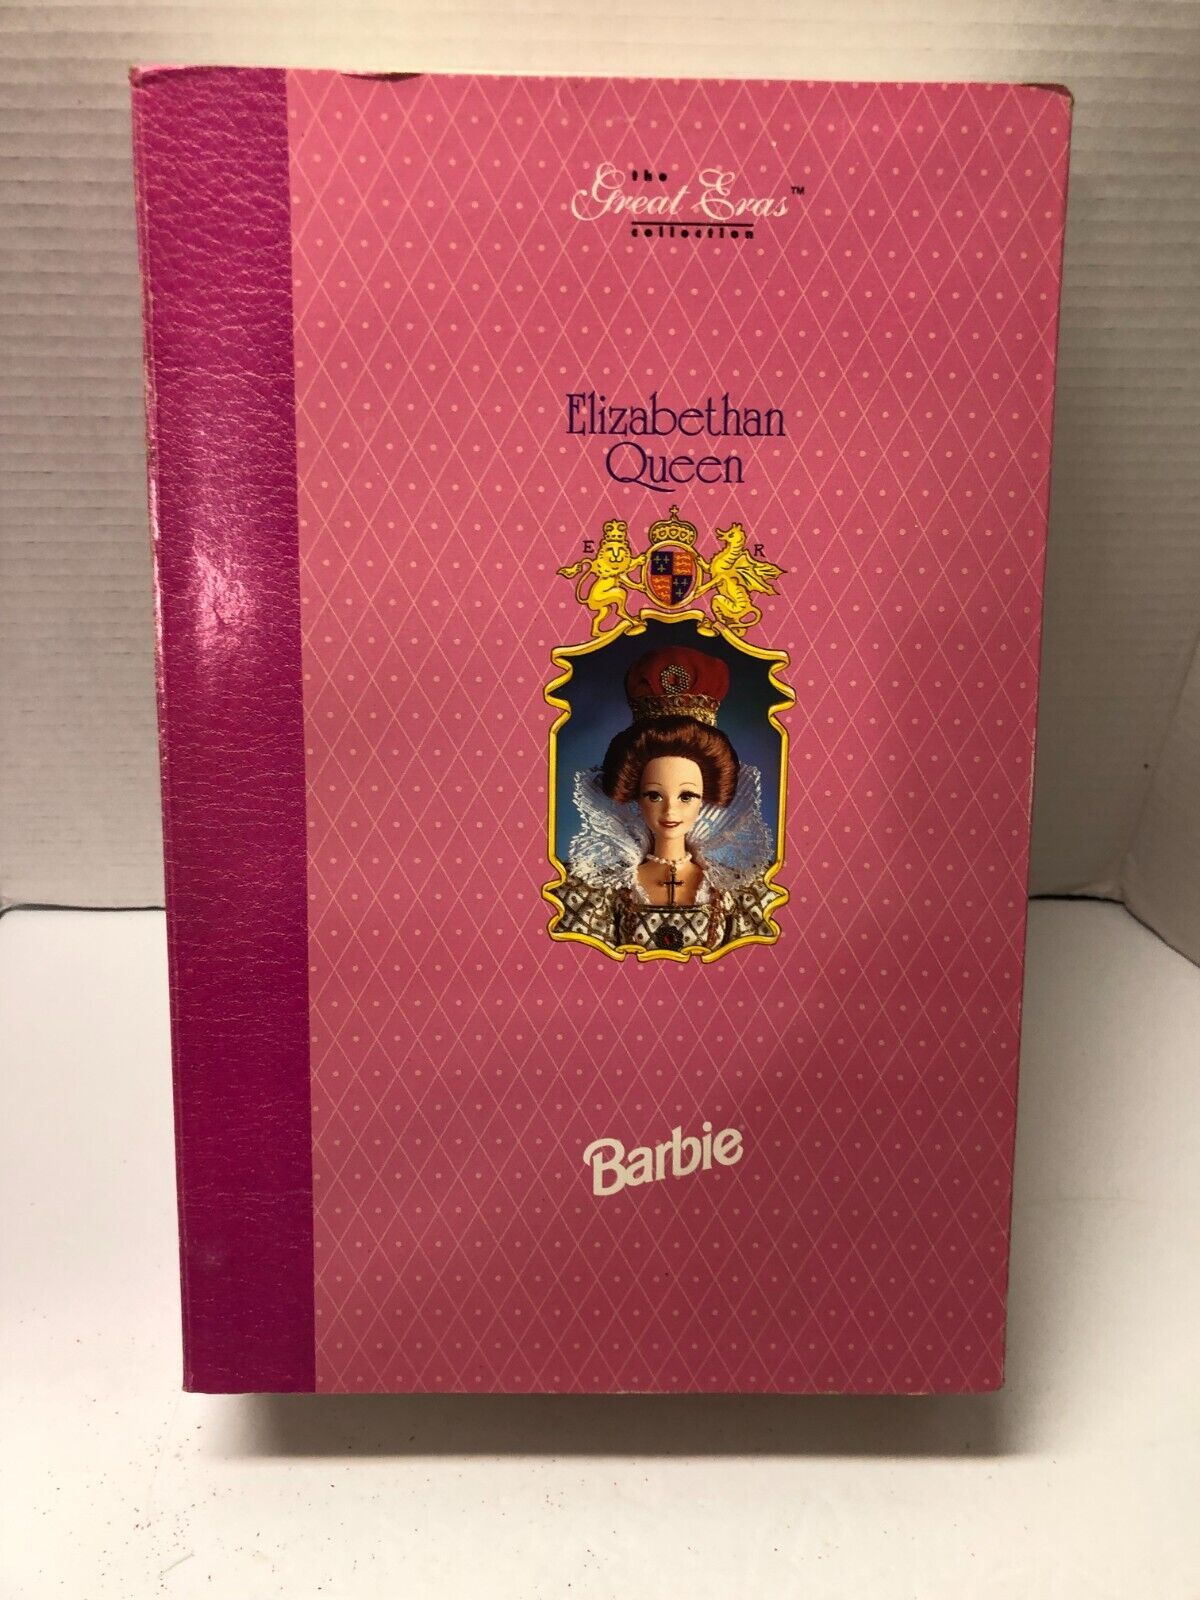 the
Great Eras™
collection
Elizabethan
Queen
E R
Barbie